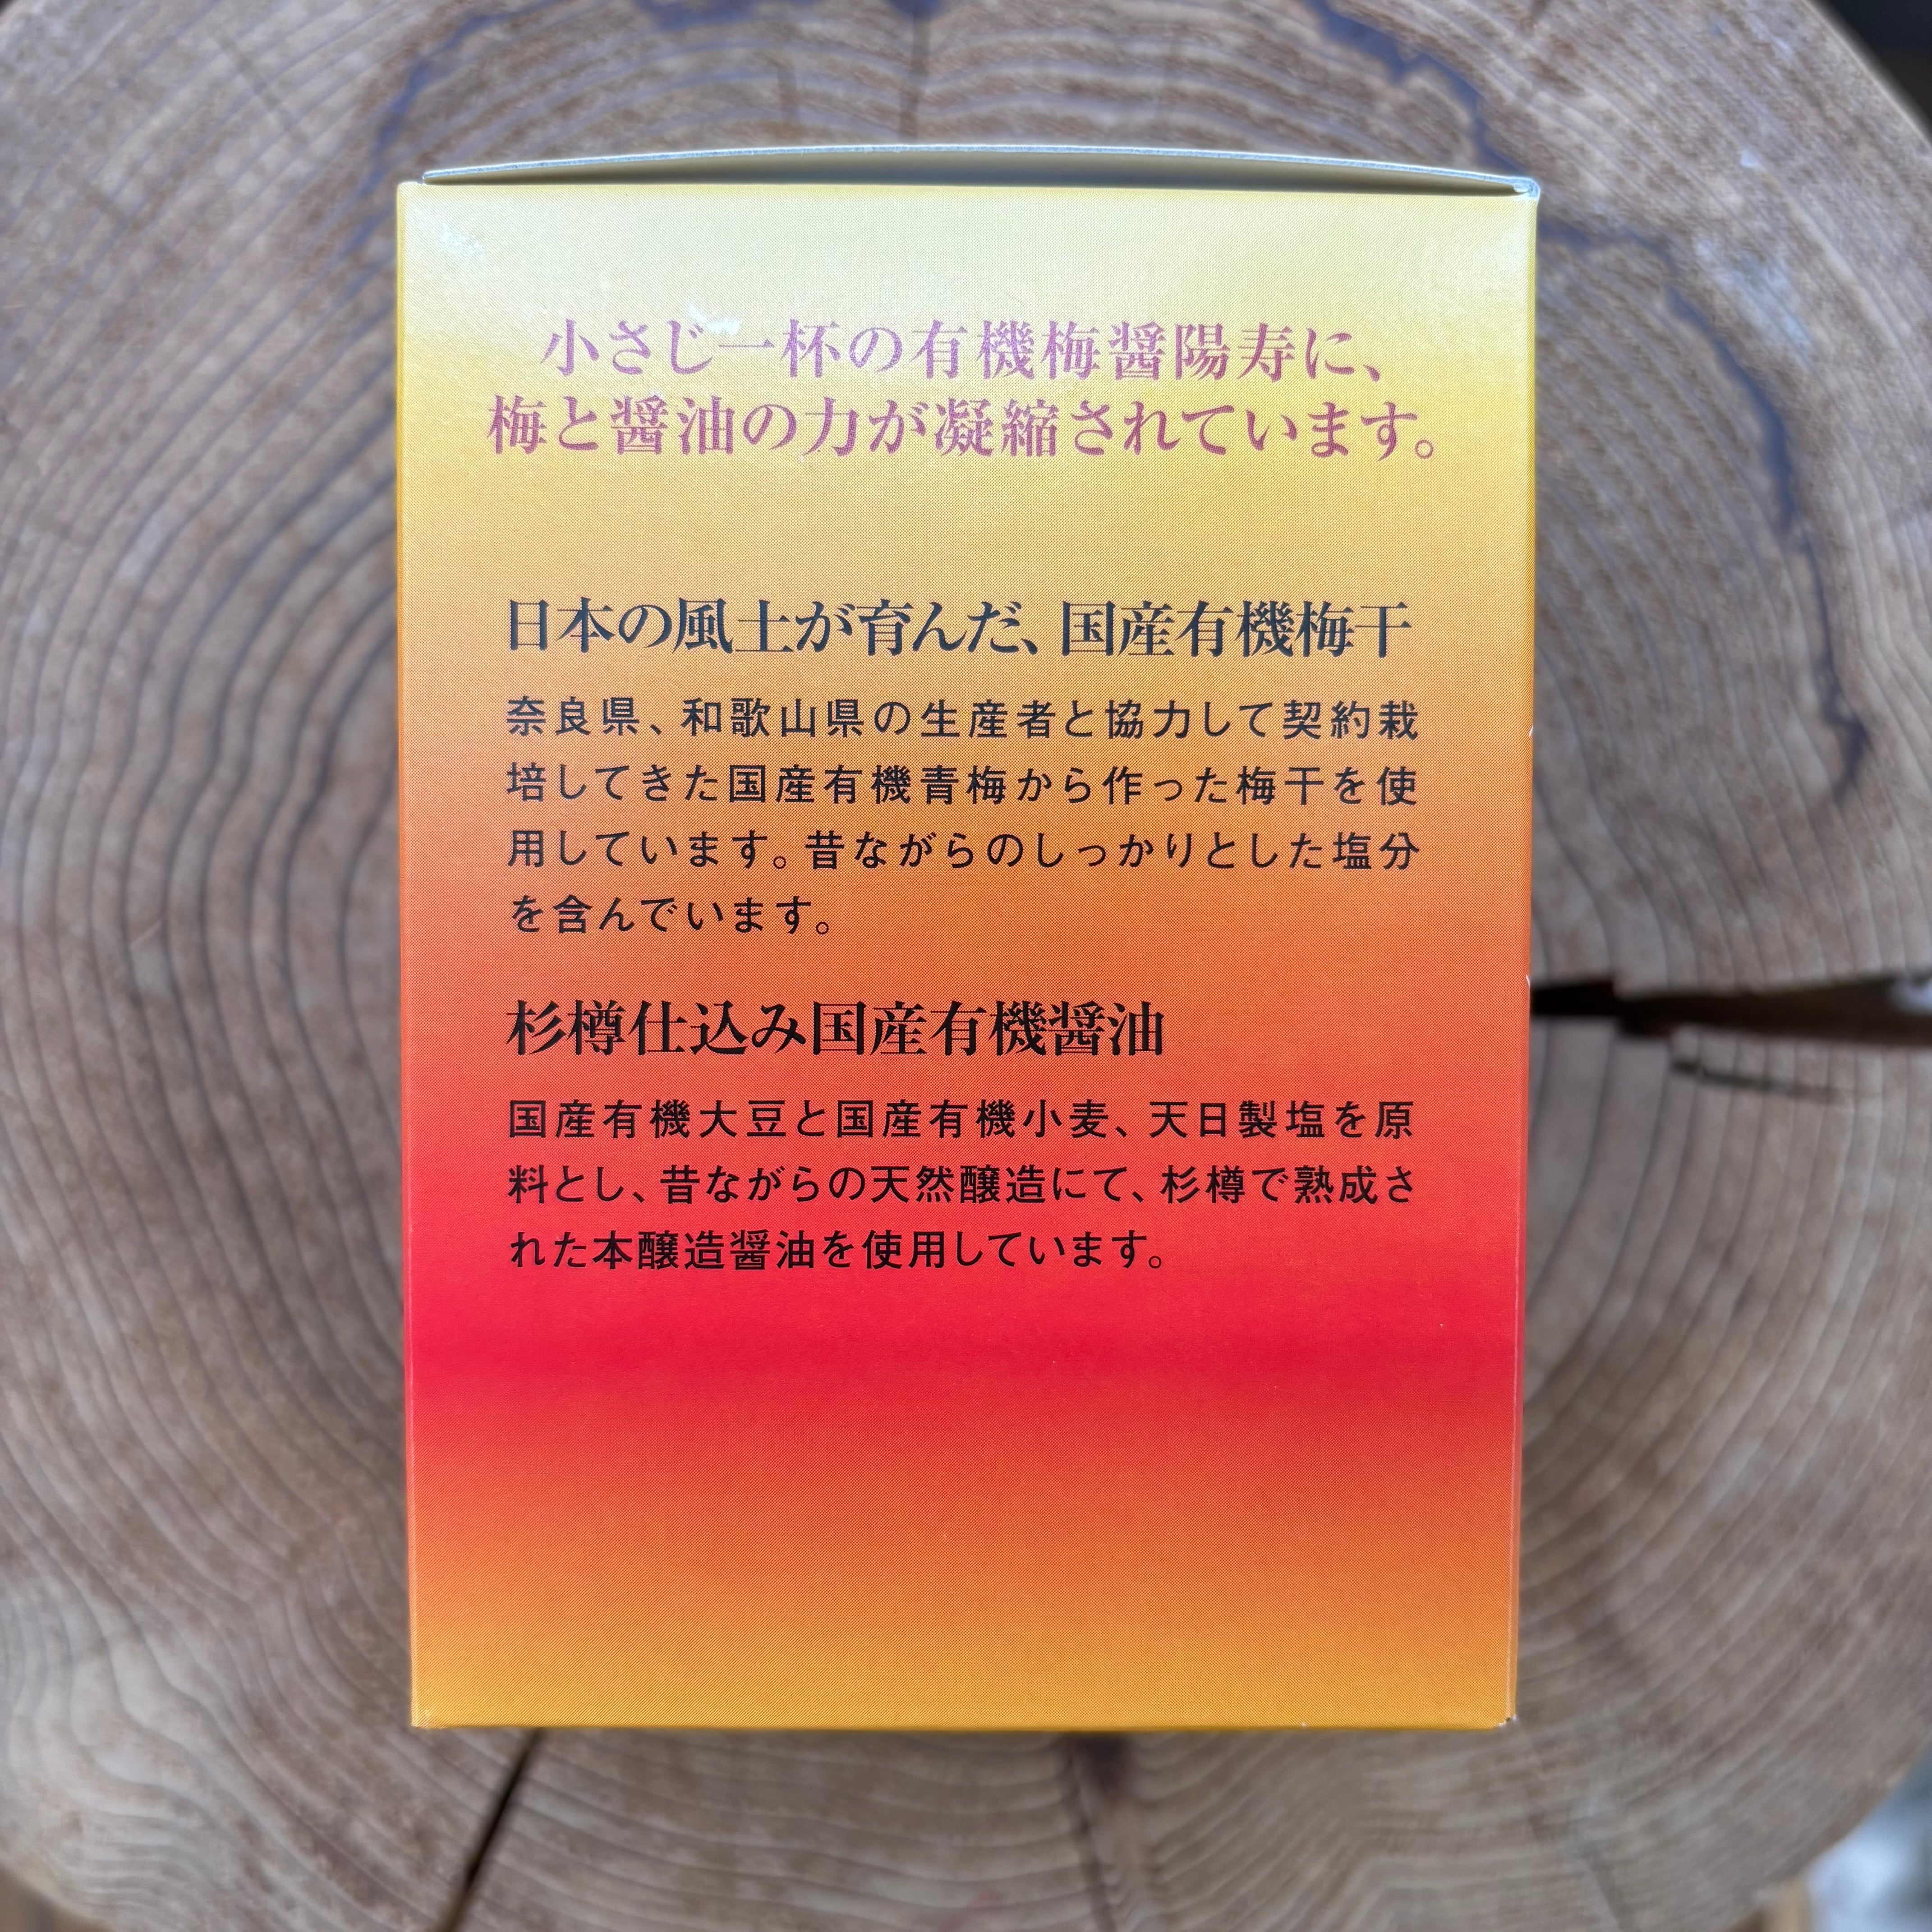 小さじ一杯の有機梅醤陽寿に、
梅と醤油の力が凝縮されています。
日本の風土が育んだ、国産有機梅干
奈良県、和歌山県の生産者と協力して契約栽
培してきた国産有機青梅から作った梅干を使
用しています。昔ながらのしっかりとした塩分
を含んでいます。
杉樽仕込み国産有機醤油
国産有機大豆と国産有機小麦、天日製塩を原
料とし、昔ながらの天然醸造にて、杉樽で熟成さ
れた本醸造醤油を使用しています。